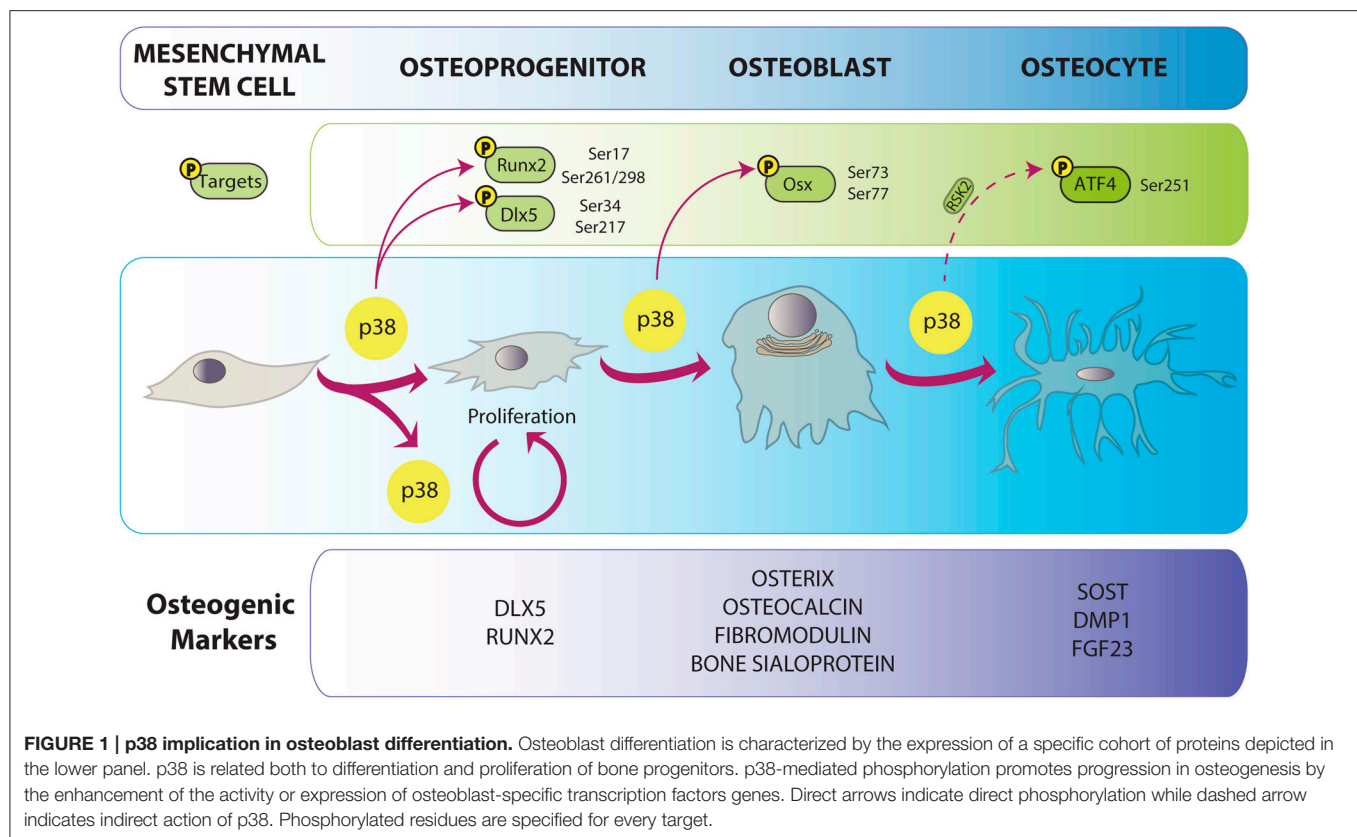 MESENCHYMAL
STEM CELL
OSTEOPROGENITOR
OSTEOBLAST
OSTEOCYTE
P
Targets
P
Runx2
Ser17
Ser261/298
P
Dlx5
Ser34
Ser217
P
Osx
Ser73
Ser77
RSK2
P
ATF4
Ser251
p38
p38
p38
Proliferation
p38
Osteogenic
Markers
DLX5
RUNX2
OSTERIX
OSTEOCALCIN
FIBROMODULIN
BONE SIALOPROTEIN
SOST
DMP1
FGF23
FIGURE 1 | p38 implication in osteoblast differentiation. Osteoblast differentiation is characterized by the expression of a specific cohort of proteins depicted in
the lower panel. p38 is related both to differentiation and proliferation of bone progenitors. p38-mediated phosphorylation promotes progression in osteogenesis by
the enhancement of the activity or expression of osteoblast-specific transcription factors genes. Direct arrows indicate direct phosphorylation while dashed arrow
indicates indirect action of p38. Phosphorylated residues are specified for every target.